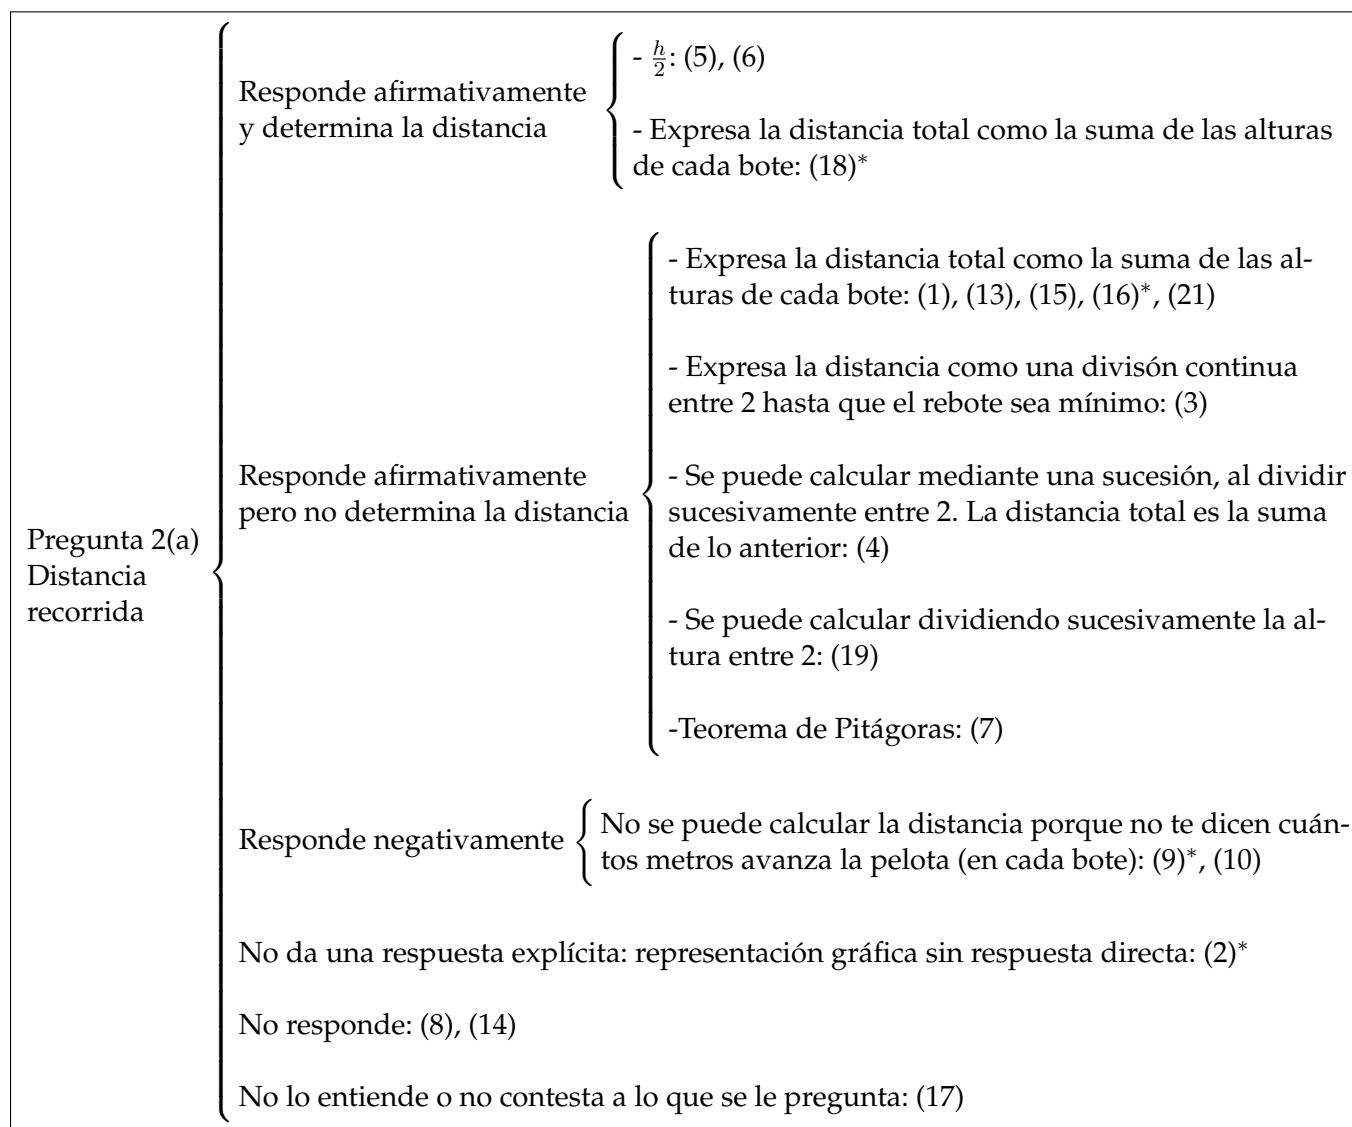 Pregunta 2(a)
Distancia
recorrida
Responde afirmativamente
y determina la distancia
- h/2: (5), (6)
- Expresa la distancia total como la suma de las alturas
de cada bote: (18)*
Responde afirmativamente
pero no determina la distancia
- Expresa la distancia total como la suma de las al-
turas de cada bote: (1), (13), (15), (16)*, (21)
- Expresa la distancia como una divisón continua
entre 2 hasta que el rebote sea mínimo: (3)
- Se puede calcular mediante una sucesión, al dividir
sucesivamente entre 2. La distancia total es la suma
de lo anterior: (4)
- Se puede calcular dividiendo sucesivamente la al-
tura entre 2: (19)
-Teorema de Pitágoras: (7)
Responde negativamente
No se puede calcular la distancia porque no te dicen cuán-
tos metros avanza la pelota (en cada bote): (9)*, (10)
No da una respuesta explícita: representación gráfica sin respuesta directa: (2)*
No responde: (8), (14)
No lo entiende o no contesta a lo que se le pregunta: (17)